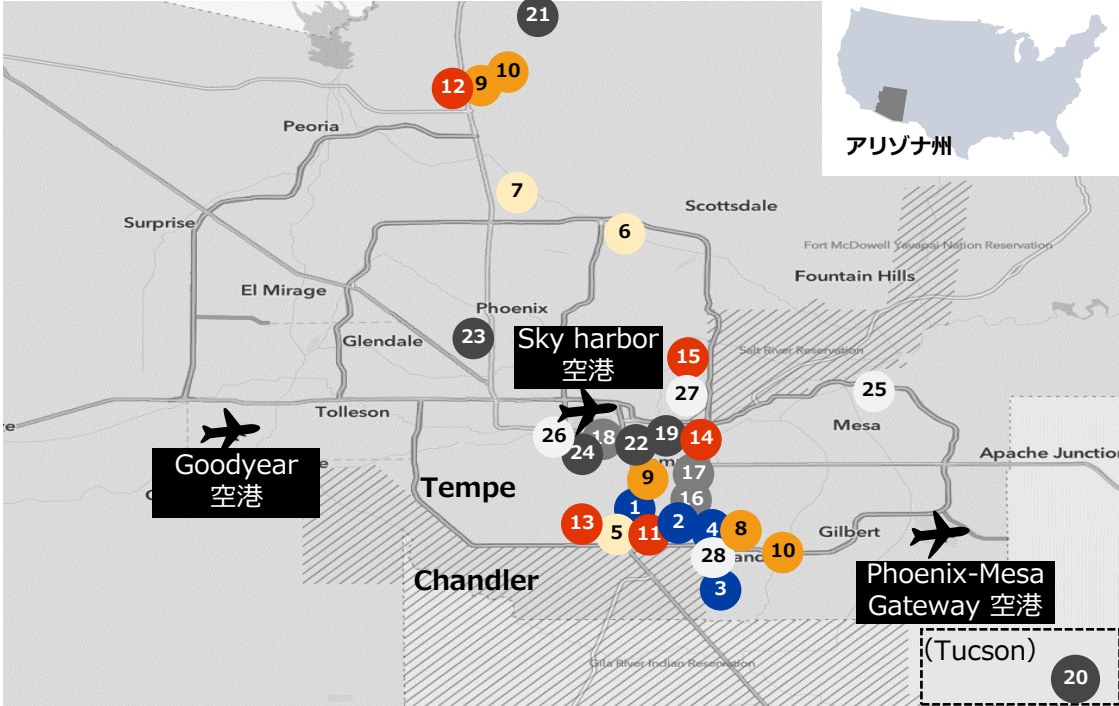 21
10
9
12
アリゾナ州
Peoria
7
Scottsdale
Surprise
6
Fort McDowell Yavapai Nation Reservation
Fountain Hills
El Mirage
Phoenix
23
Glendale
Sky harbor
空港
15
Salt River Reservation
27
25
Tolleson
Mesa
26
18
24
22
19
14
Apache Junction
Goodyear
空港
Tempe
9
17
16
1
2
4
8
13
5
11
Gilbert
28
10
Chandler
3
Phoenix-Mesa
Gateway 空港
(Tucson)
Gila River Indian Reservation
20